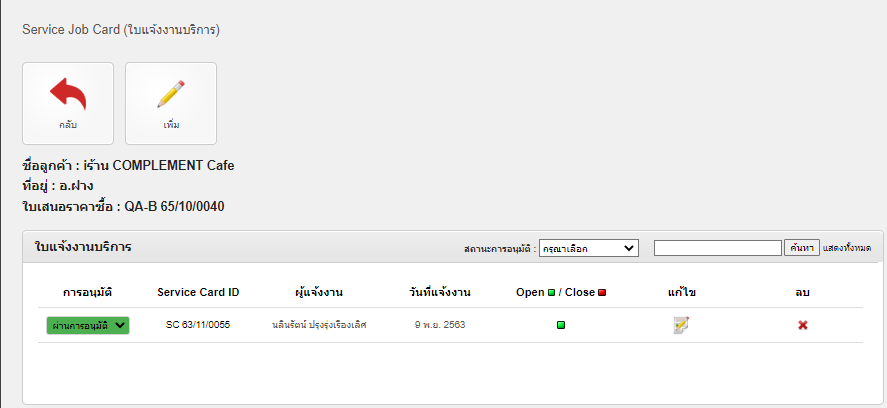 Service Job Card (ใบแจ้งงานบริการ)
กลับ
เพิ่ม
ชื่อลูกค้า : iร้าน COMPLEMENT Cafe
ที่อยู่ : อ.ฝาง
ใบเสนอราคาซื้อ : QA-B 65/10/0040
ใบแจ้งงานบริการ
สถานะการอนุมัติ : กรุณาเลือก ค้นหา แสดงทั้งหมด
การอนุมัติ Service Card ID ผู้แจ้งงาน วันที่แจ้งงาน Open / Close แก้ไข ลบ
ผ่านการอนุมัติ SC 63/11/0055 นลินรัตน์ ปรุงรุ่งเรืองเลิศ 9 พ.ย. 2563